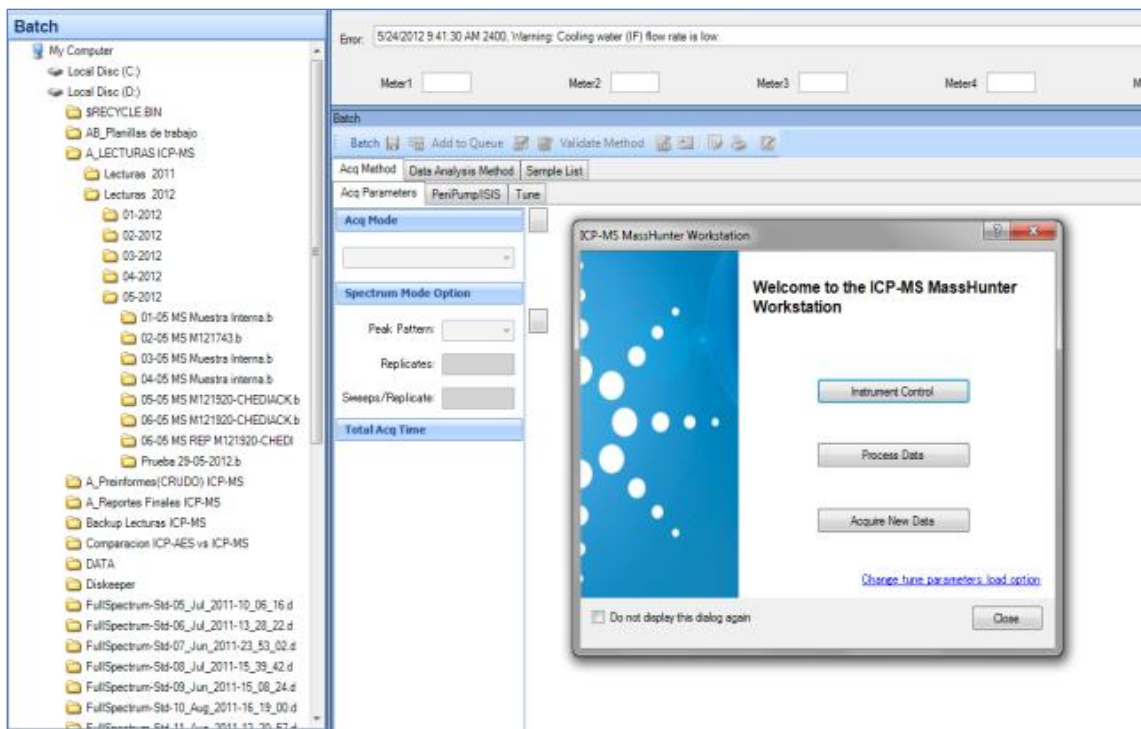 Batch
My Computer
Local Disc (C:)
Local Disc (D:)
$RECYCLE.BIN
AB_Planillas de trabajo
A_LECTURAS ICP-MS
Lecturas 2011
Lecturas 2012
01-2012
02-2012
03-2012
04-2012
05-2012
01-05 MS Muestra Interna.b
02-05 MS M121743.b
03-05 MS Muestra Interna.b
04-05 MS Muestra interna.b
05-05 MS M121920-CHEDIACK.b
06-05 MS M121920-CHEDIACK.b
06-05 MS REP M121920-CHEDI
Prueba 29-05-2012.b
A_Preinformes(CRUDO) ICP-MS
A_Reportes Finales ICP-MS
Backup Lecturas ICP-MS
Comparacion ICP-AES vs ICP-MS
DATA
Diskeeper
FullSpectrum-Std-05_Jul_2011-10_06_16.d
FullSpectrum-Std-06_Jul_2011-13_28_22.d
FullSpectrum-Std-07_Jun_2011-23_53_02.d
FullSpectrum-Std-08_Jul_2011-15_39_42.d
FullSpectrum-Std-09_Jun_2011-15_08_24.d
FullSpectrum-Std-10_Aug_2011-16_19_00.d
Error: 5/24/2012 9:41:30 AM 2400, Warning: Cooling water (IF) flow rate is low.
Meter1 Meter2 Meter3 Meter4 M
Batch
Batch Add to Queue Validate Method
Acq Method Data Analysis Method Sample List
Acq Parameters PeriPump/ISIS Tune
Acq Mode
Spectrum Mode Option
Peak Pattern:
Replicates:
Sweeps/Replicate:
Total Acq Time
ICP-MS MassHunter Workstation
Welcome to the ICP-MS MassHunter
Workstation
Instrument Control
Process Data
Acquire New Data
Change tune parameters load option
Do not display this dialog again
Close